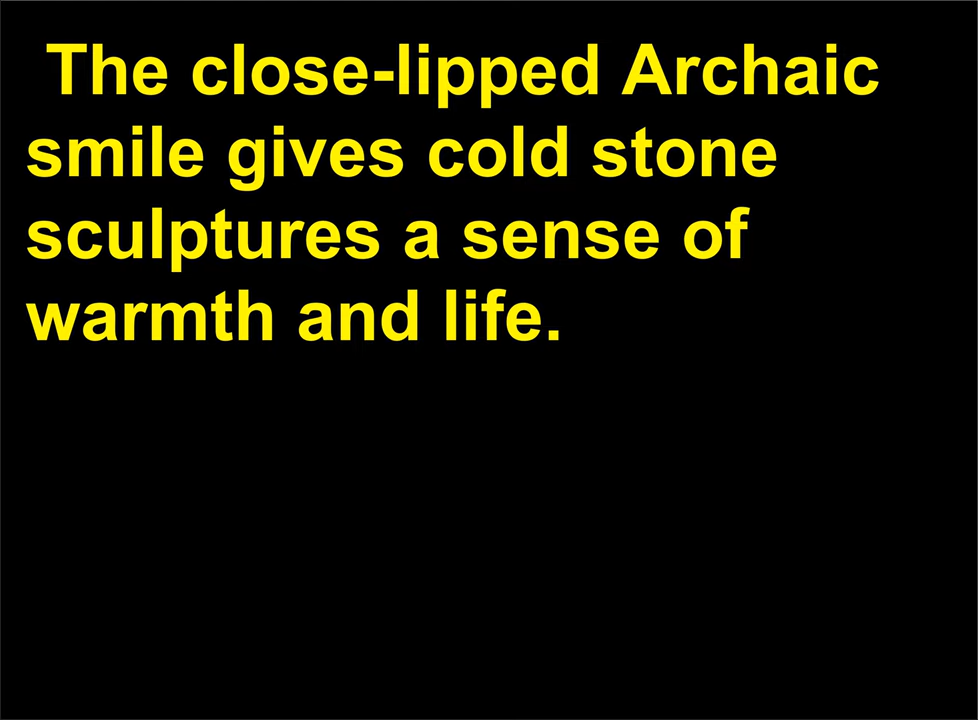 The close-lipped Archaic
smile gives cold stone
sculptures a sense of
warmth and life.